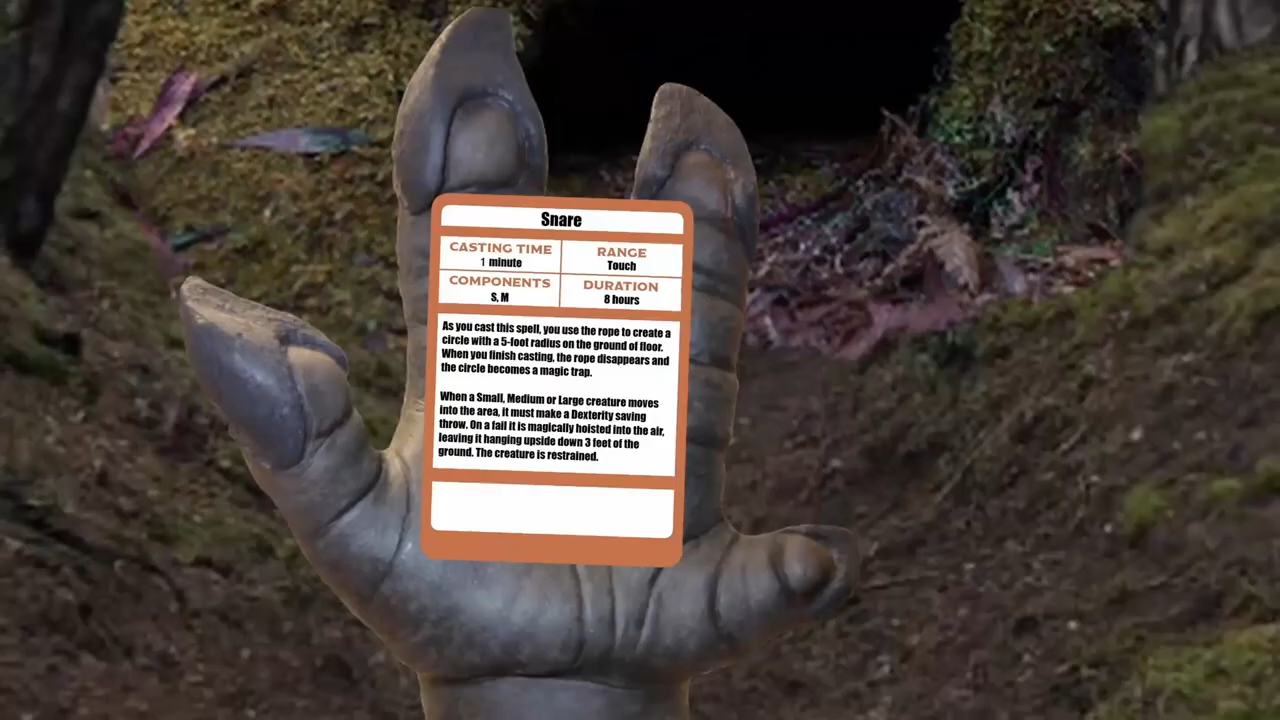 Snare
CASTING TIME
1 minute
RANGE
Touch
COMPONENTS
S, M
DURATION
8 hours
As you cast this spell, you use the rope to create a
circle with a 5-foot radius on the ground of floor.
When you finish casting, the rope disappears and
the circle becomes a magic trap.
When a Small, Medium or Large creature moves
into the area, it must make a Dexterity saving
throw. On a fail it is magically hoisted into the air,
leaving it hanging upside down 3 feet of the
ground. The creature is restrained.